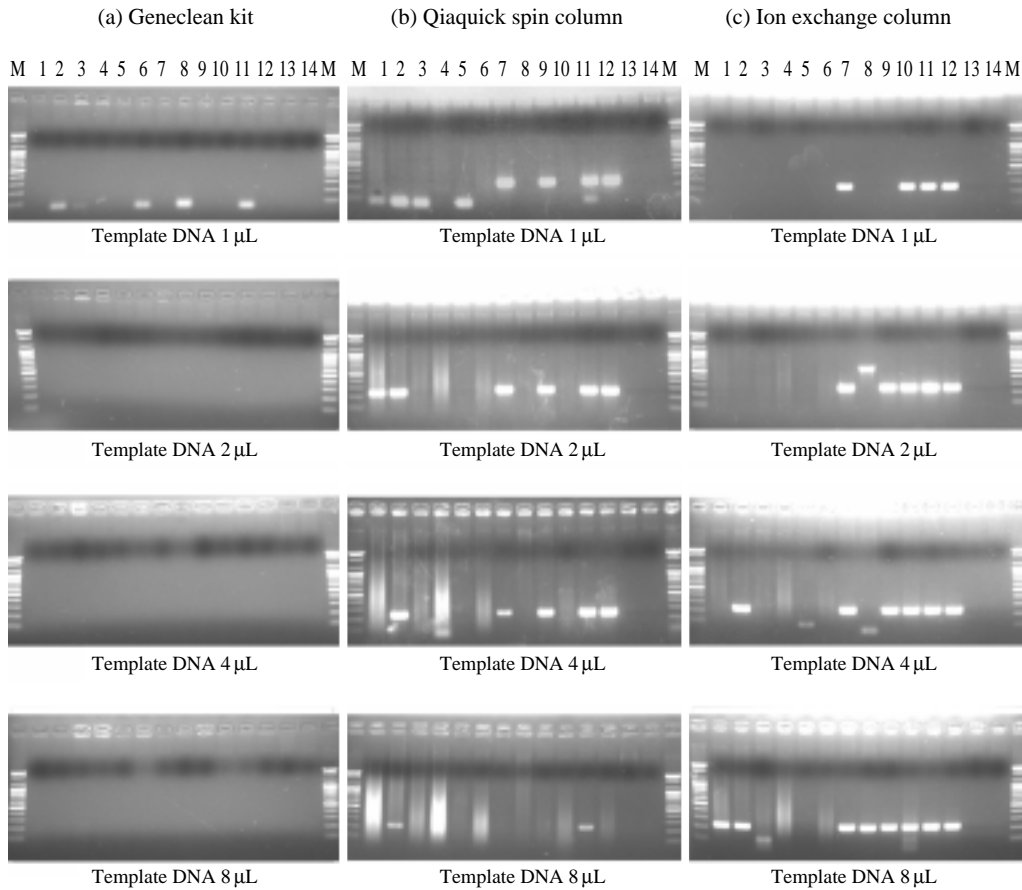 (a) Geneclean kit (b) Qiaquick spin column (c) Ion exchange column
M 1 2 3 4 5 6 7 8 9 10 11 12 13 14 M 1 2 3 4 5 6 7 8 9 10 11 12 13 14 M 1 2 3 4 5 6 7 8 9 10 11 12 13 14 M
Template DNA 1 μL Template DNA 1 μL Template DNA 1 μL
Template DNA 2 μL Template DNA 2 μL Template DNA 2 μL
Template DNA 4 μL Template DNA 4 μL Template DNA 4 μL
Template DNA 8 μL Template DNA 8 μL Template DNA 8 μL